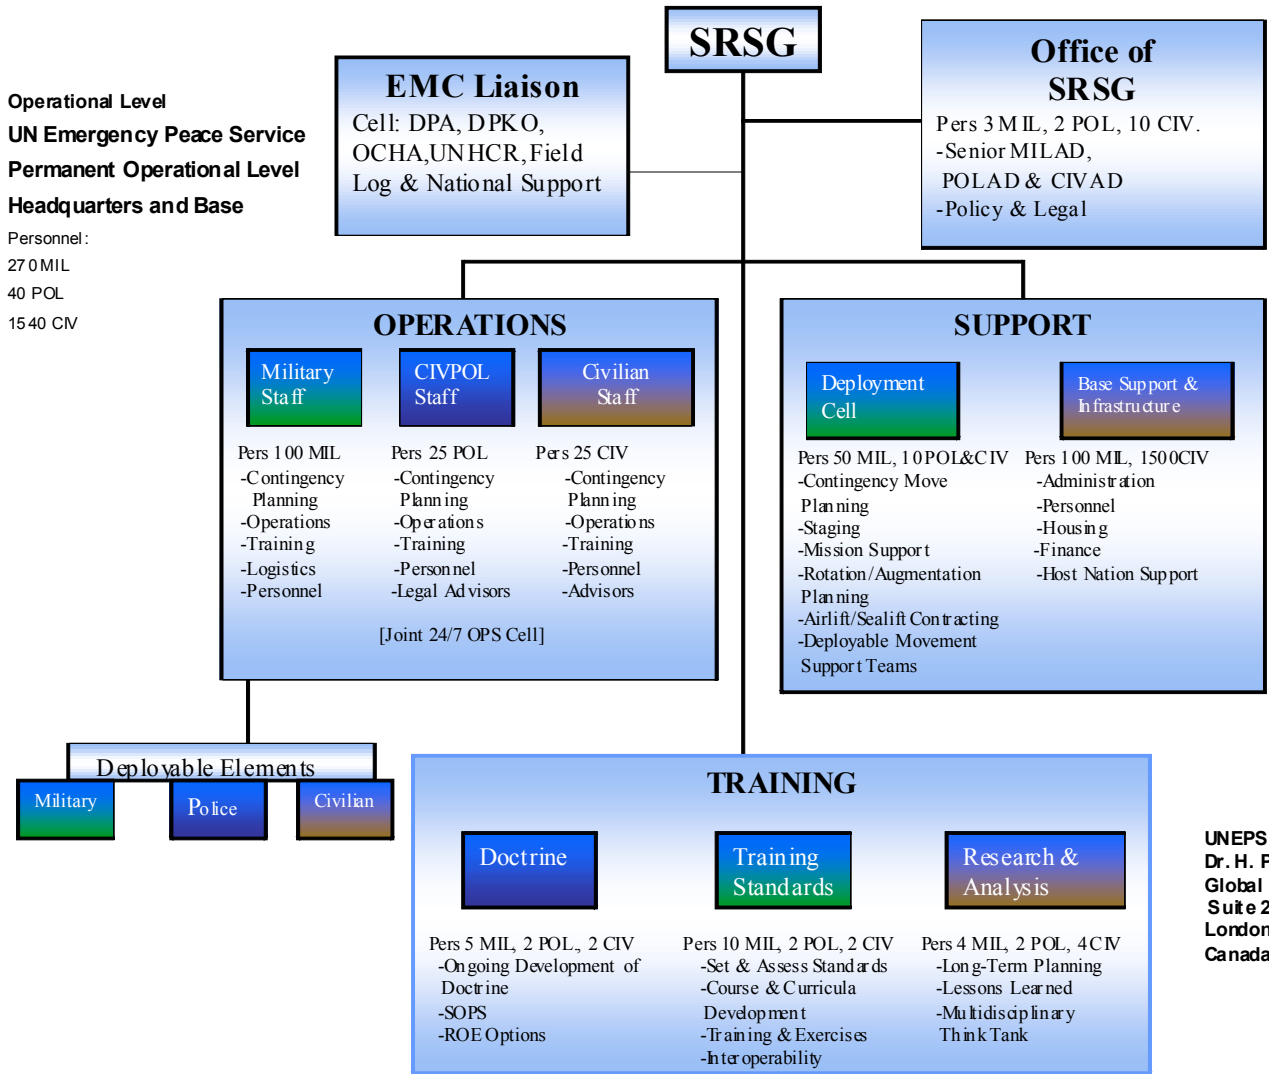 SRSG
Office of
SRSG
Pers 3 MIL, 2 POL, 10 CIV.
-Senior MILAD,
POLAD & CIVAD
-Policy & Legal
EMC Liaison
Cell: DPA, DPKO,
OCHA,UNHCR, Field
Log & National Support
Operational Level
UN Emergency Peace Service
Permanent Operational Level
Headquarters and Base
Personnel:
270 MIL
40 POL
1540 CIV
OPERATIONS
Military
Staff
Pers 100 MIL
-Contingency
Planning
-Operations
-Training
-Logistics
-Personnel
CIVPOL
Staff
Pers 25 POL
-Contingency
Planning
-Operations
-Training
-Personnel
-Legal Advisors
Civilian
Staff
Pers 25 CIV
-Contingency
Planning
-Operations
-Training
-Personnel
-Advisors
[Joint 24/7 OPS Cell]
SUPPORT
Deployment
Cell
Pers 50 MIL, 10 POL&CIV
-Contingency Move
Planning
-Staging
-Mission Support
-Rotation/Augmentation
Planning
-Airlift/Sealift Contracting
-Deployable Movement
Support Teams
Base Support &
Infrastructure
Pers 100 MIL, 1500CIV
-Administration
-Personnel
-Housing
-Finance
-Host Nation Support
Deployable Elements
Military
Police
Civilian
TRAINING
Doctrine
Pers 5 MIL, 2 POL., 2 CIV
-Ongoing Development of
Doctrine
-SOPS
-ROE Options
Training
Standards
Pers 10 MIL, 2 POL, 2 CIV
-Set & Assess Standards
-Course & Curricula
Development
-Training & Exercises
-Interoperability
Research &
Analysis
Pers 4 MIL, 2 POL, 4 CIV
-Long-Term Planning
-Lessons Learned
-Multidisciplinary
Think Tank
UNEPS
Dr. H. P
Global
Suite 2
London
Canada